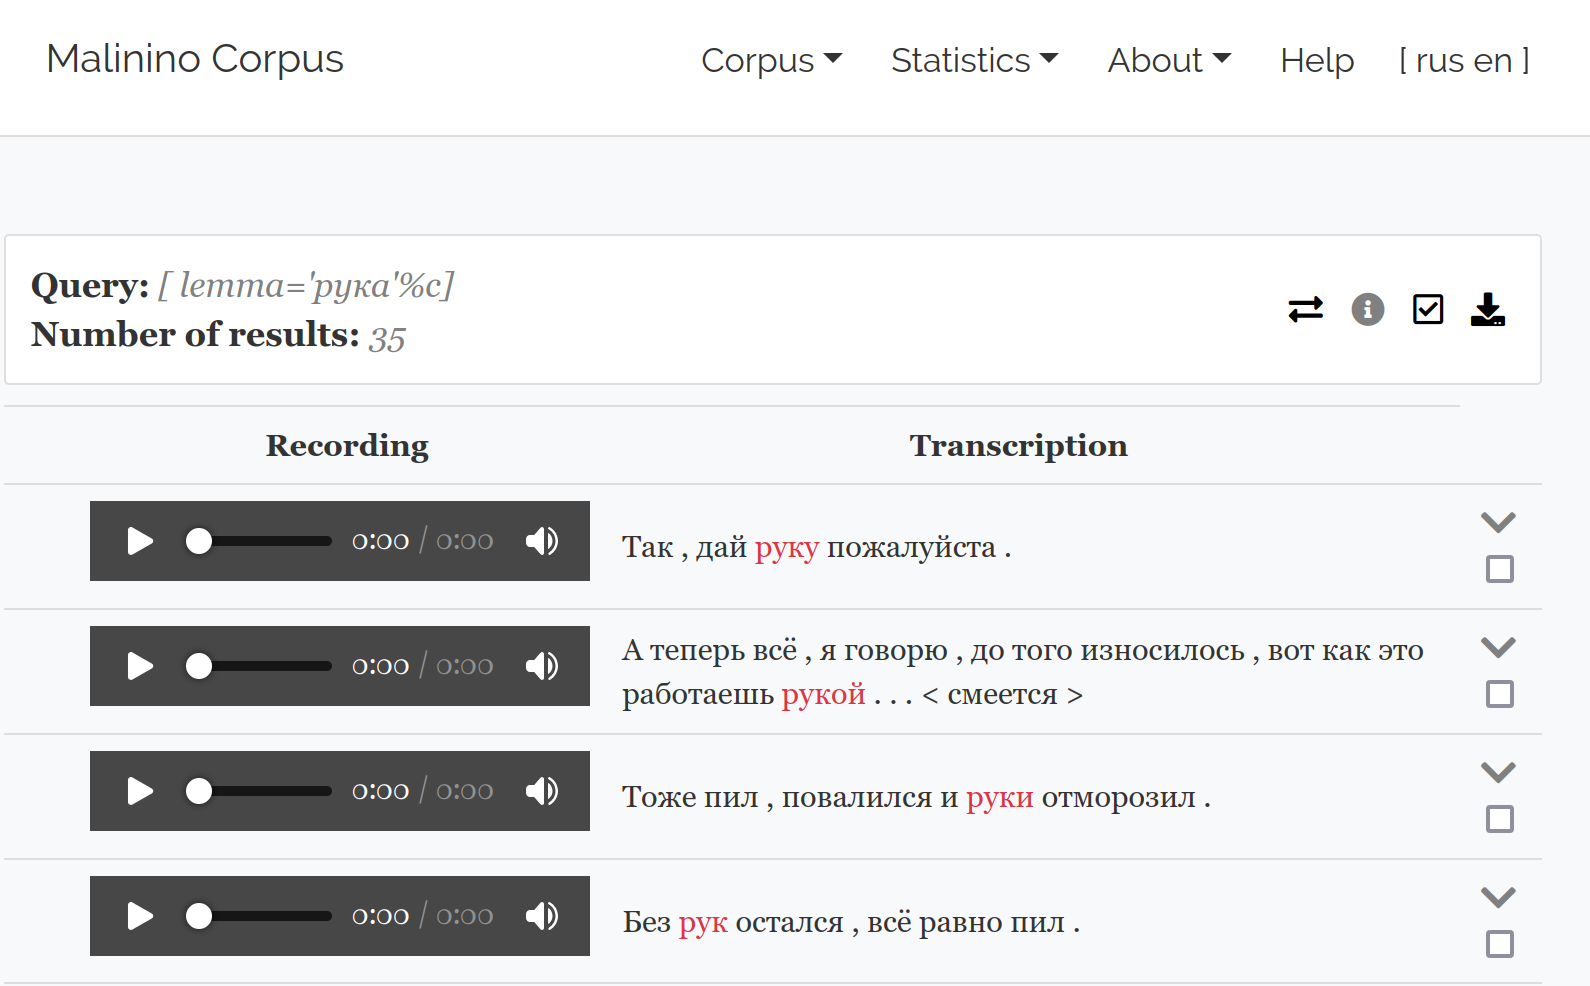 Malinino Corpus
Corpus Statistics About Help [ rus en ]
Query: [ lemma='рука'%c]
Number of results: 35
Recording Transcription
0:00 / 0:00
Так , дай руку пожалуйста .
0:00 / 0:00
А теперь всё , я говорю , до того износилось , вот как это
работаешь рукой . . . < смеется >
0:00 / 0:00
Тоже пил , повалился и руки отморозил .
0:00 / 0:00
Без рук остался , всё равно пил .